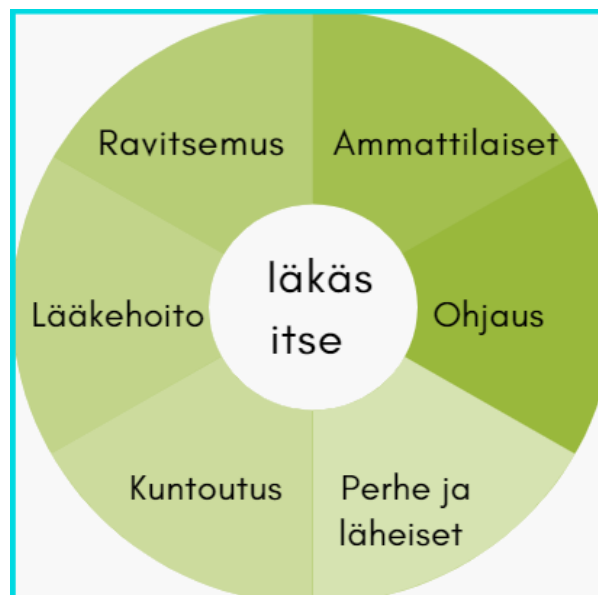 Ravitsemus
Ammattilaiset
Iäkäs
itse
Lääkehoito
Ohjaus
Kuntoutus
Perhe ja
läheiset